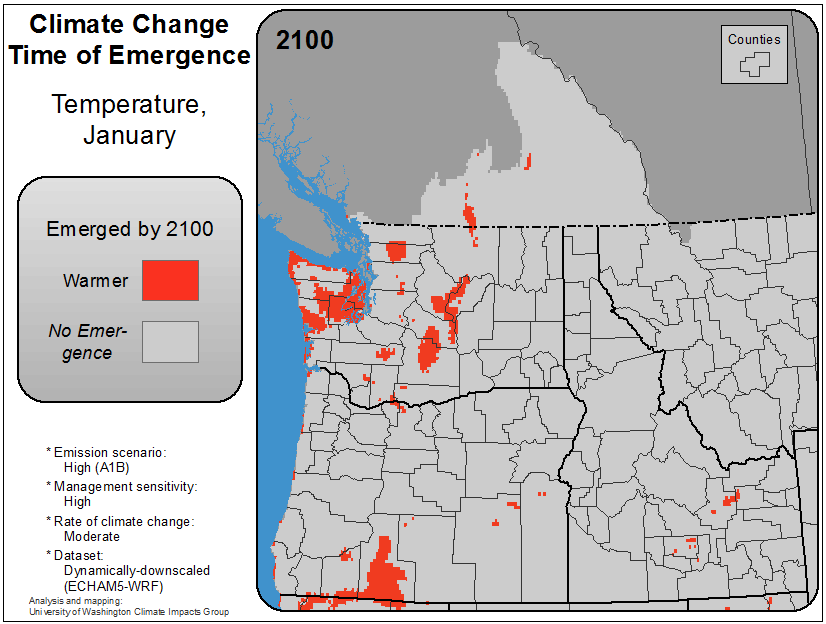 Climate Change
Time of Emergence
Temperature,
January
Emerged by 2100
Warmer
No Emer-
gence
* Emission scenario:
High (A1B)
* Management sensitivity:
High
* Rate of climate change:
Moderate
* Dataset:
Dynamically-downscaled
(ECHAM5-WRF)
Analysis and mapping:
University of Washington Climate Impacts Group
2100
Counties